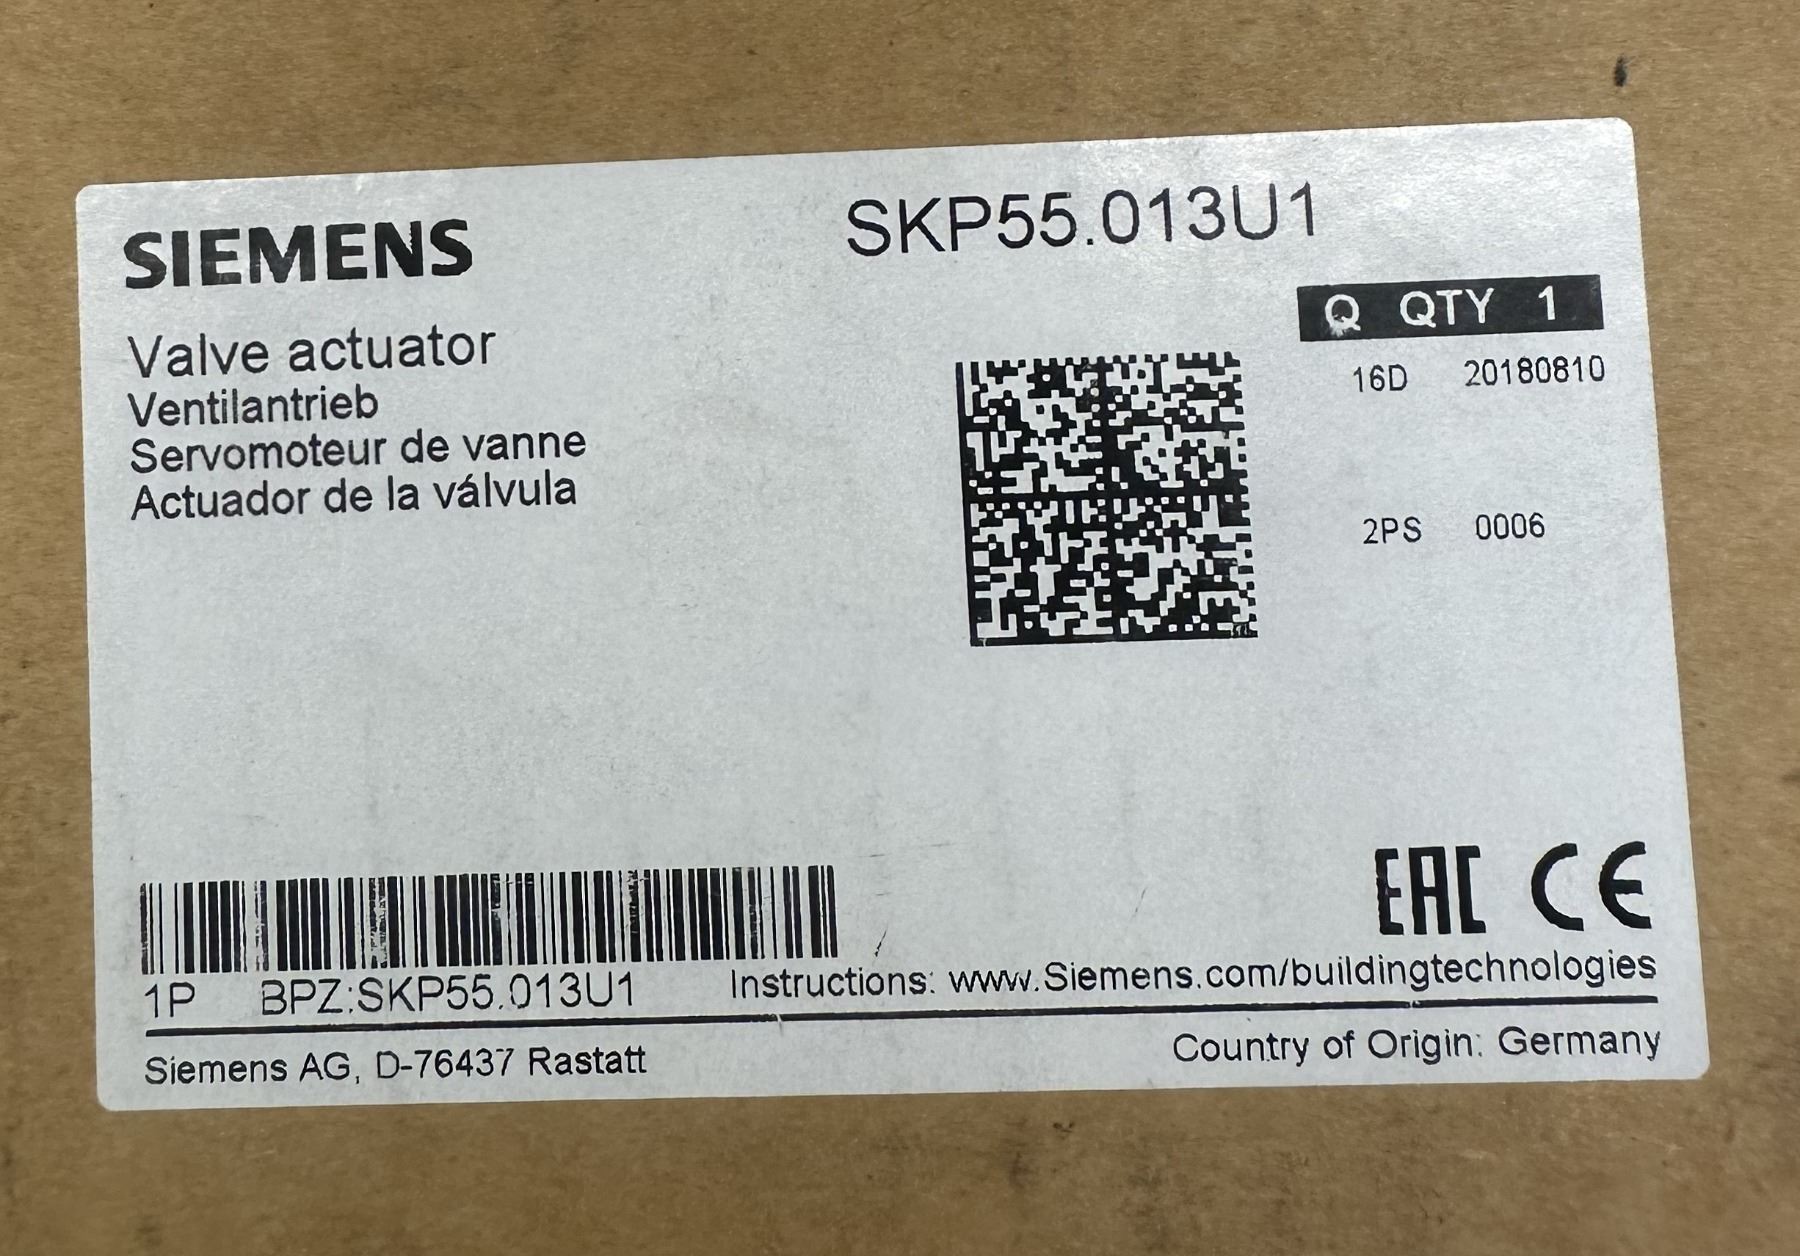 SIEMENS
SKP55.013U1
Q QTY 1
Valve actuator
Ventilantrieb
Servomoteur de vanne
Actuador de la válvula
16D 20180810
2PS 0006
EAC CE
1P BPZ:SKP55.013U1
Instructions: www.Siemens.com/buildingtechnologies
Siemens AG, D-76437 Rastatt
Country of Origin: Germany